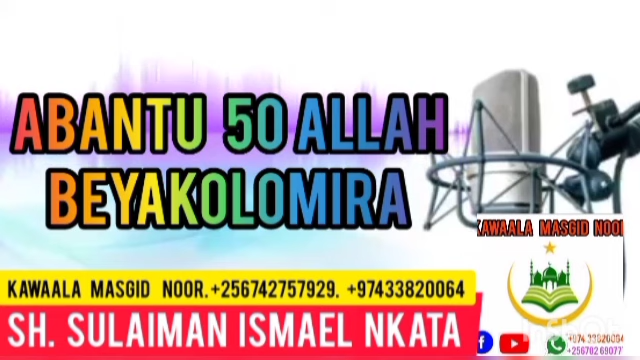 ABANTU 50 ALLAH
BEYAKOLOMIRA
KAWAALA MASGID NOOR
KAWAALA MASGID NOOR.+256742757929. +97433820064
SH. SULAIMAN ISMAEL NKATA